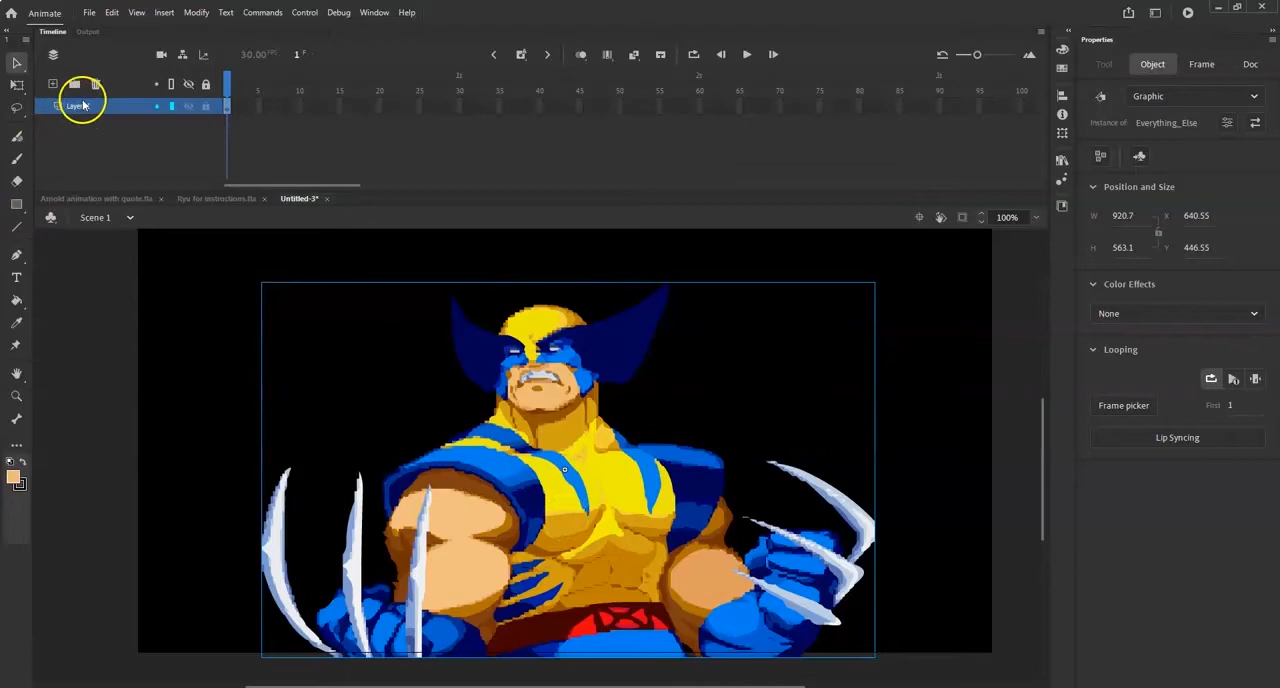 Animate File Edit View Insert Modify Text Commands Control Debug Window Help
Timeline Output
Properties
30.00 FPS 1 F
Tool Object Frame Doc
1s 2s 3s
5 10 15 20 25 30 35 40 45 50 55 60 65 70 75 80 85 90 95 100
Graphic
Instance of: Everything_Else
Position and Size
Arnold animation with quote.fla × Ryu for instructions.fla × Untitled-3* ×
Scene 1 100%
W 920.7 X 640.55
H 563.1 Y 446.55
Color Effects
None
Looping
Frame picker First 1
Lip Syncing